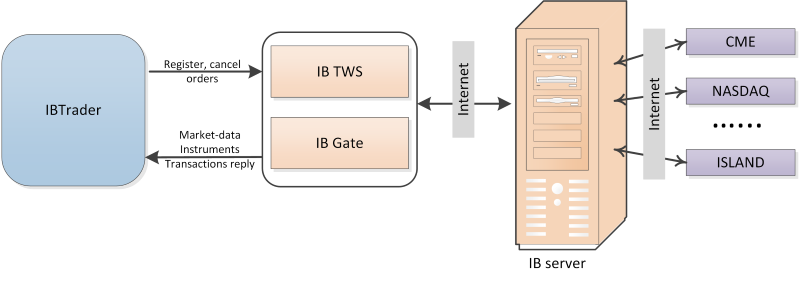 IBTrader
Register, cancel
orders
Market-data
Instruments
Transactions reply
IB TWS
IB Gate
Internet
IB server
Internet
CME
NASDAQ
......
ISLAND